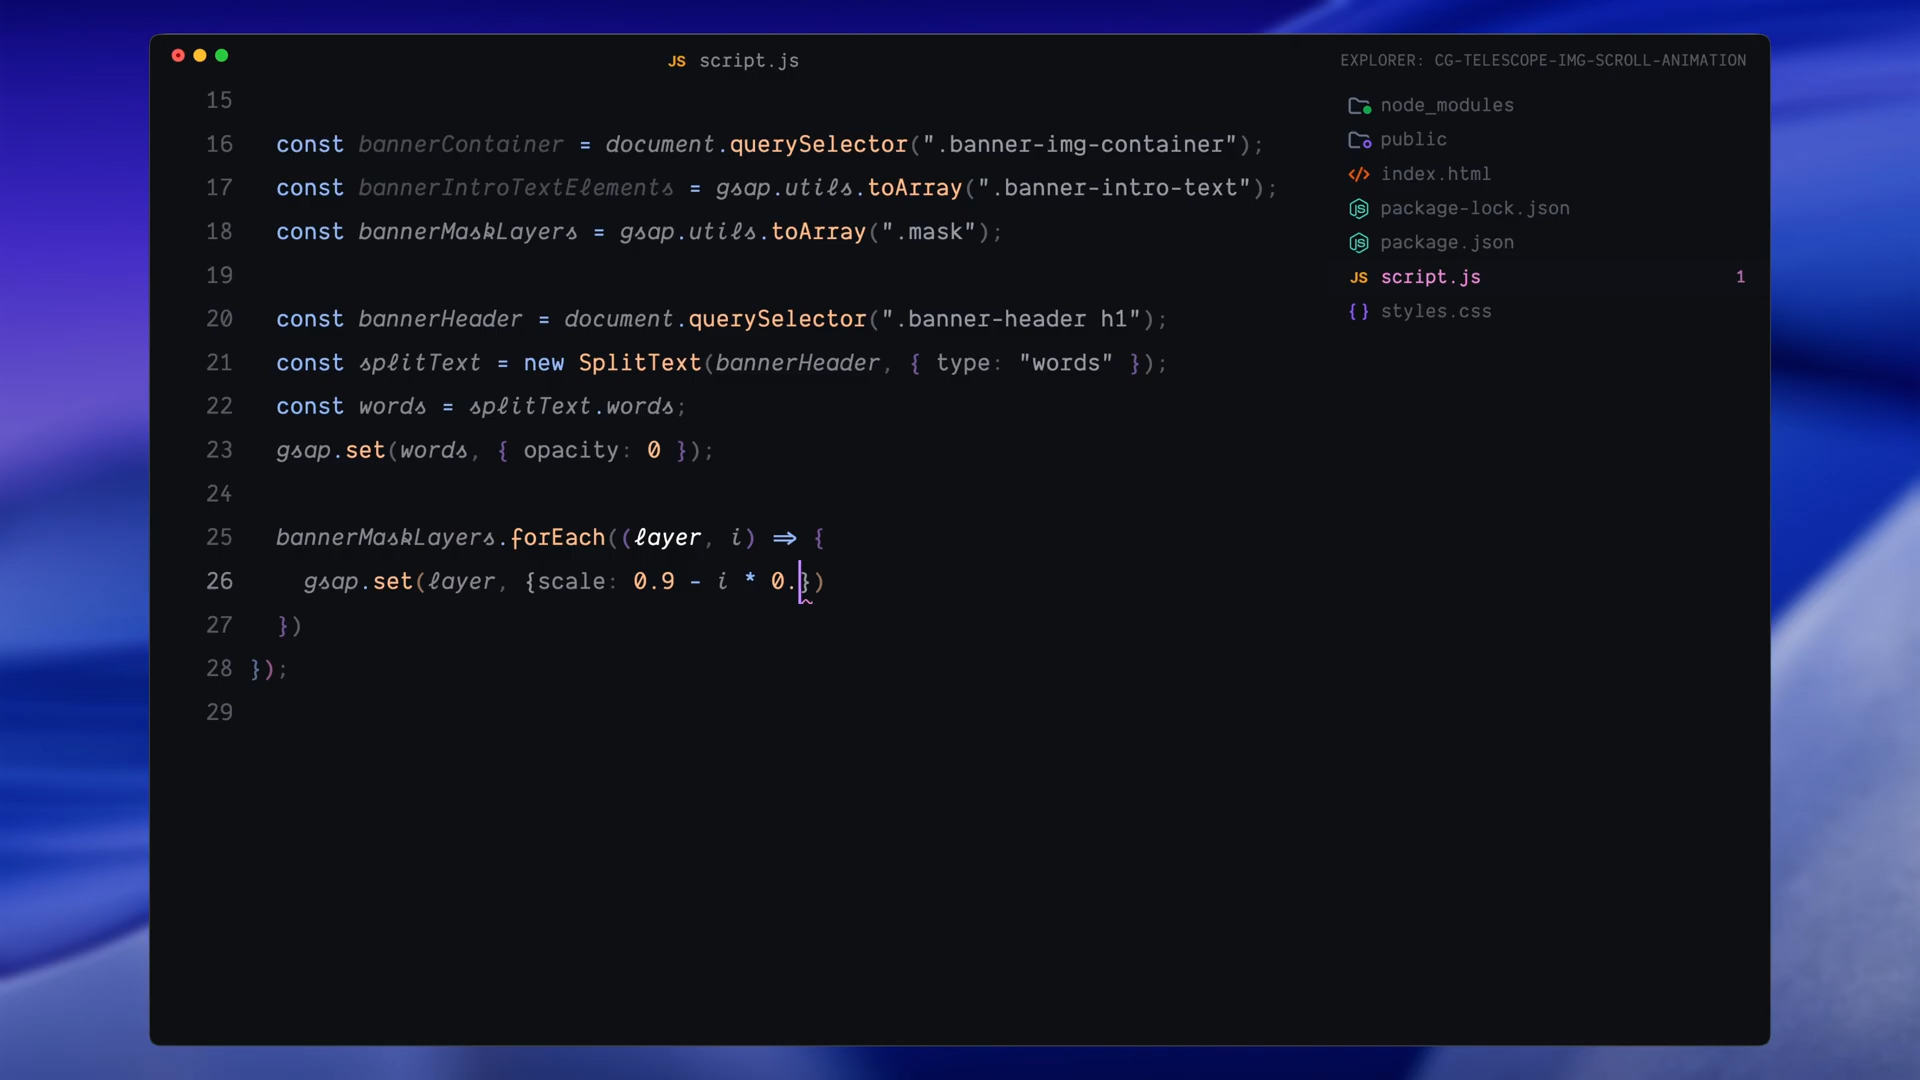 JS script.js
15
16 const bannerContainer = document.querySelector(".banner-img-container");
17 const bannerIntroTextElements = gsap.utils.toArray(".banner-intro-text");
18 const bannerMaskLayers = gsap.utils.toArray(".mask");
19
20 const bannerHeader = document.querySelector(".banner-header h1");
21 const splitText = new SplitText(bannerHeader, { type: "words" });
22 const words = splitText.words;
23 gsap.set(words, { opacity: 0 });
24
25 bannerMaskLayers.forEach((layer, i) => {
26 gsap.set(layer, {scale: 0.9 - i * 0.})
27 })
28 });
29
EXPLORER: CG-TELESCOPE-IMG-SCROLL-ANIMATION
node_modules
public
</> index.html
JS package-lock.json
JS package.json
JS script.js 1
{ } styles.css